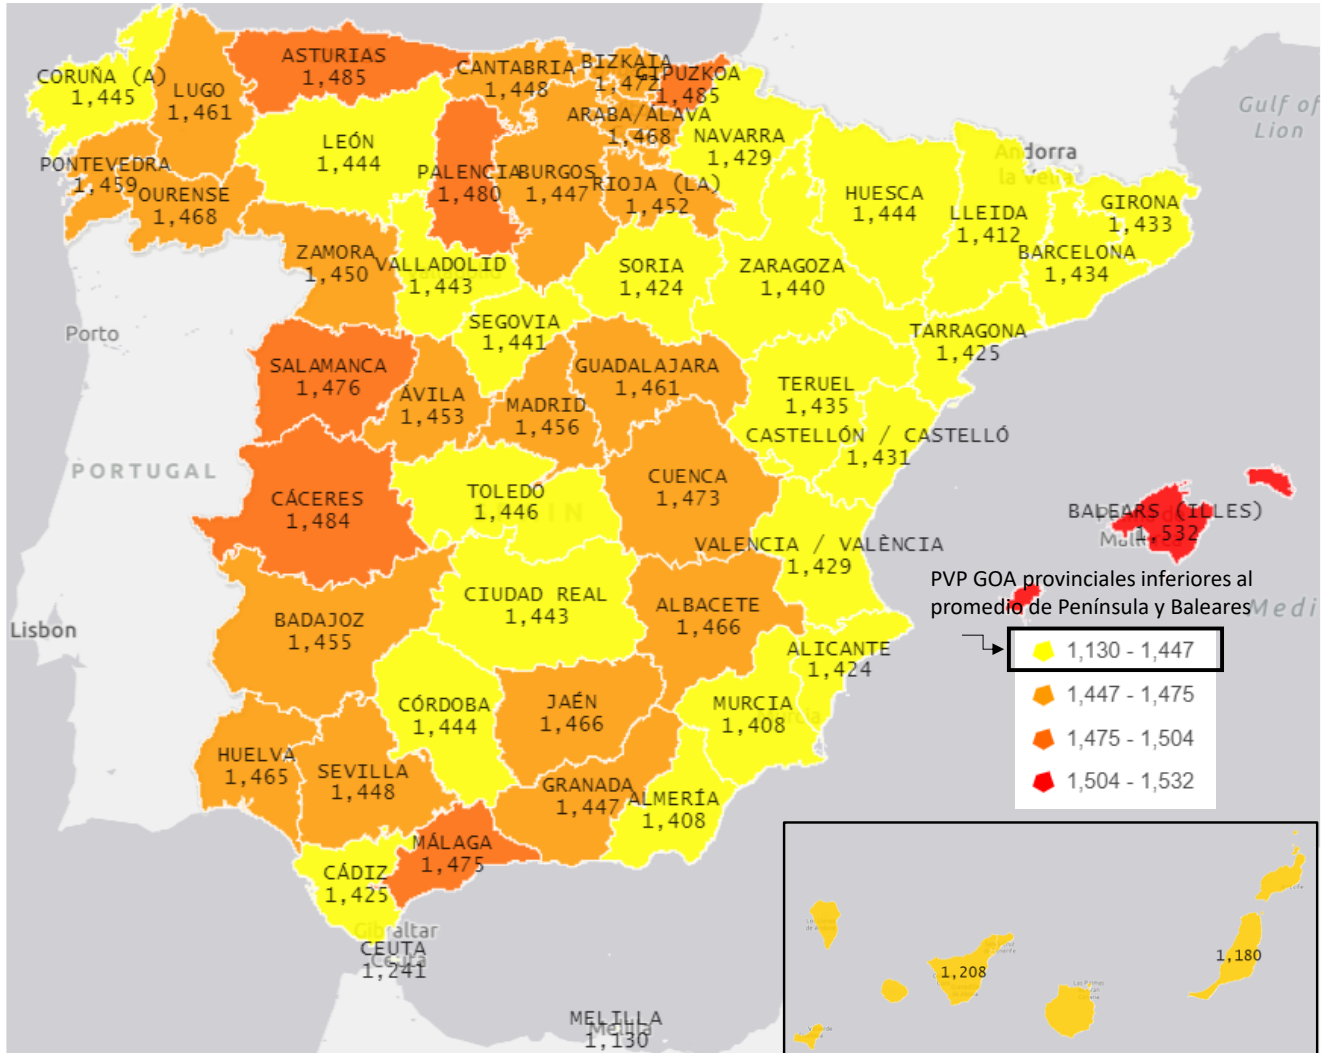 ASTURIAS
1,485
CORUÑA (A)
1,445
LUGO
1,461
CANTABRIA
1,448
BIZKAIA
1,472
GIPUZKOA
1,485
Gulf of
Lion
ARABA/ÁLAVA
1,468
NAVARRA
1,429
LEÓN
1,444
PONTEVEDRA
1,459
OURENSE
1,468
PALENCIA
1,480
BURGOS
1,447
RIOJA (LA)
1,452
Andorra
la Vella
HUESCA
1,444
LLEIDA
1,412
GIRONA
1,433
BARCELONA
1,434
ZAMORA
1,450
VALLADOLID
1,443
SORIA
1,424
ZARAGOZA
1,440
Porto
SEGOVIA
1,441
TARRAGONA
1,425
SALAMANCA
1,476
ÁVILA
1,453
MADRID
1,456
GUADALAJARA
1,461
TERUEL
1,435
CASTELLÓN / CASTELLÓ
1,431
PORTUGAL
CÁCERES
1,484
TOLEDO
1,446
CUENCA
1,473
BALEARS (ILLES)
1,532
VALENCIA / VALÈNCIA
1,429
PVP GOA provinciales inferiores al
promedio de Península y Baleares
Medi
Lisbon
BADAJOZ
1,455
CIUDAD REAL
1,443
ALBACETE
1,466
ALICANTE
1,424
1,130 - 1,447
1,447 - 1,475
1,475 - 1,504
1,504 - 1,532
CÓRDOBA
1,444
JAÉN
1,466
MURCIA
1,408
HUELVA
1,465
SEVILLA
1,448
GRANADA
1,447
ALMERÍA
1,408
MÁLAGA
1,475
CÁDIZ
1,425
Gibraltar
CEUTA
Ceuta
1,241
MELILLA
Melilla
1,130
1,208
1,180